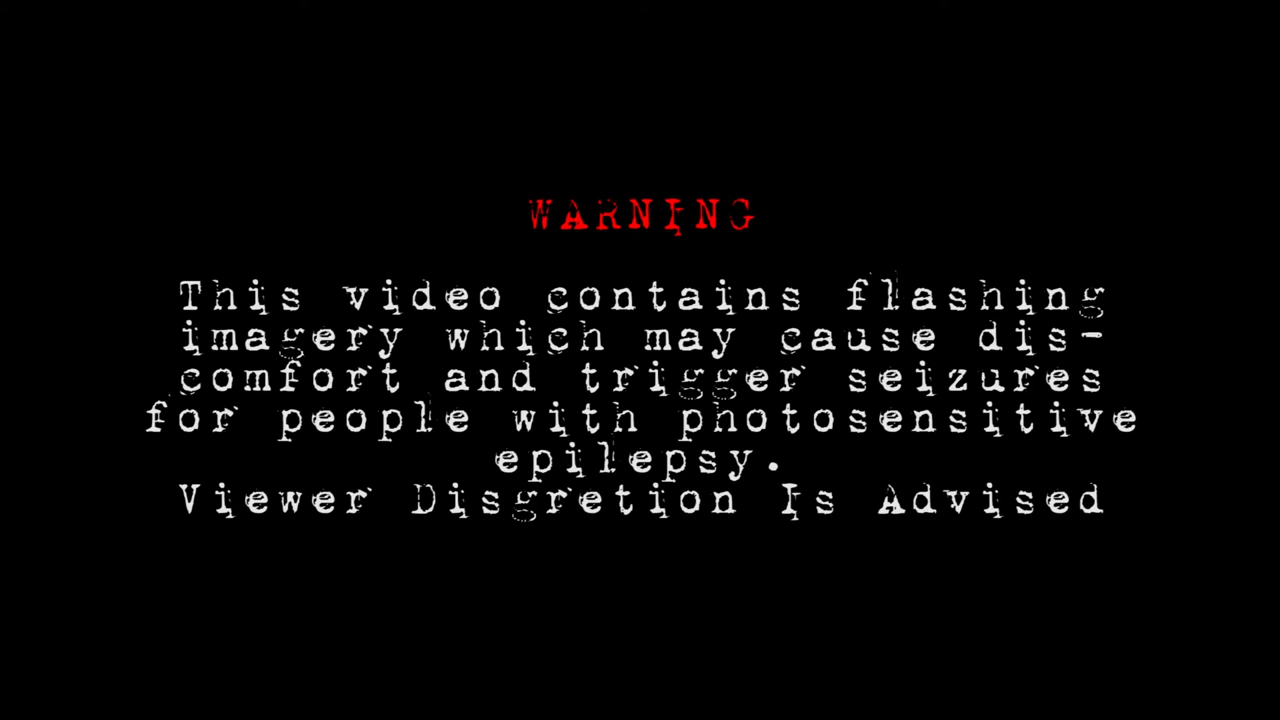 WARNING
This video contains flashing
imagery which may cause dis-
comfort and trigger seizures
for people with photosensitive
epilepsy.
Viewer Disgretion Is Advised